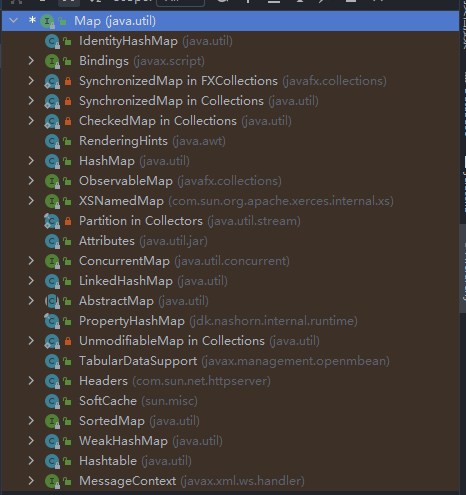 Map (java.util)
IdentityHashMap (java.util)
Bindings (javax.script)
SynchronizedMap in FXCollections (javafx.collections)
SynchronizedMap in Collections (java.util)
CheckedMap in Collections (java.util)
RenderingHints (java.awt)
HashMap (java.util)
ObservableMap (javafx.collections)
XSNamedMap (com.sun.org.apache.xerces.internal.xs)
Partition in Collectors (java.util.stream)
Attributes (java.util.jar)
ConcurrentMap (java.util.concurrent)
LinkedHashMap (java.util)
AbstractMap (java.util)
PropertyHashMap (jdk.nashorn.internal.runtime)
UnmodifiableMap in Collections (java.util)
TabularDataSupport (javax.management.openmbean)
Headers (com.sun.net.httpserver)
SoftCache (sun.misc)
SortedMap (java.util)
WeakHashMap (java.util)
Hashtable (java.util)
MessageContext (javax.xml.ws.handler)